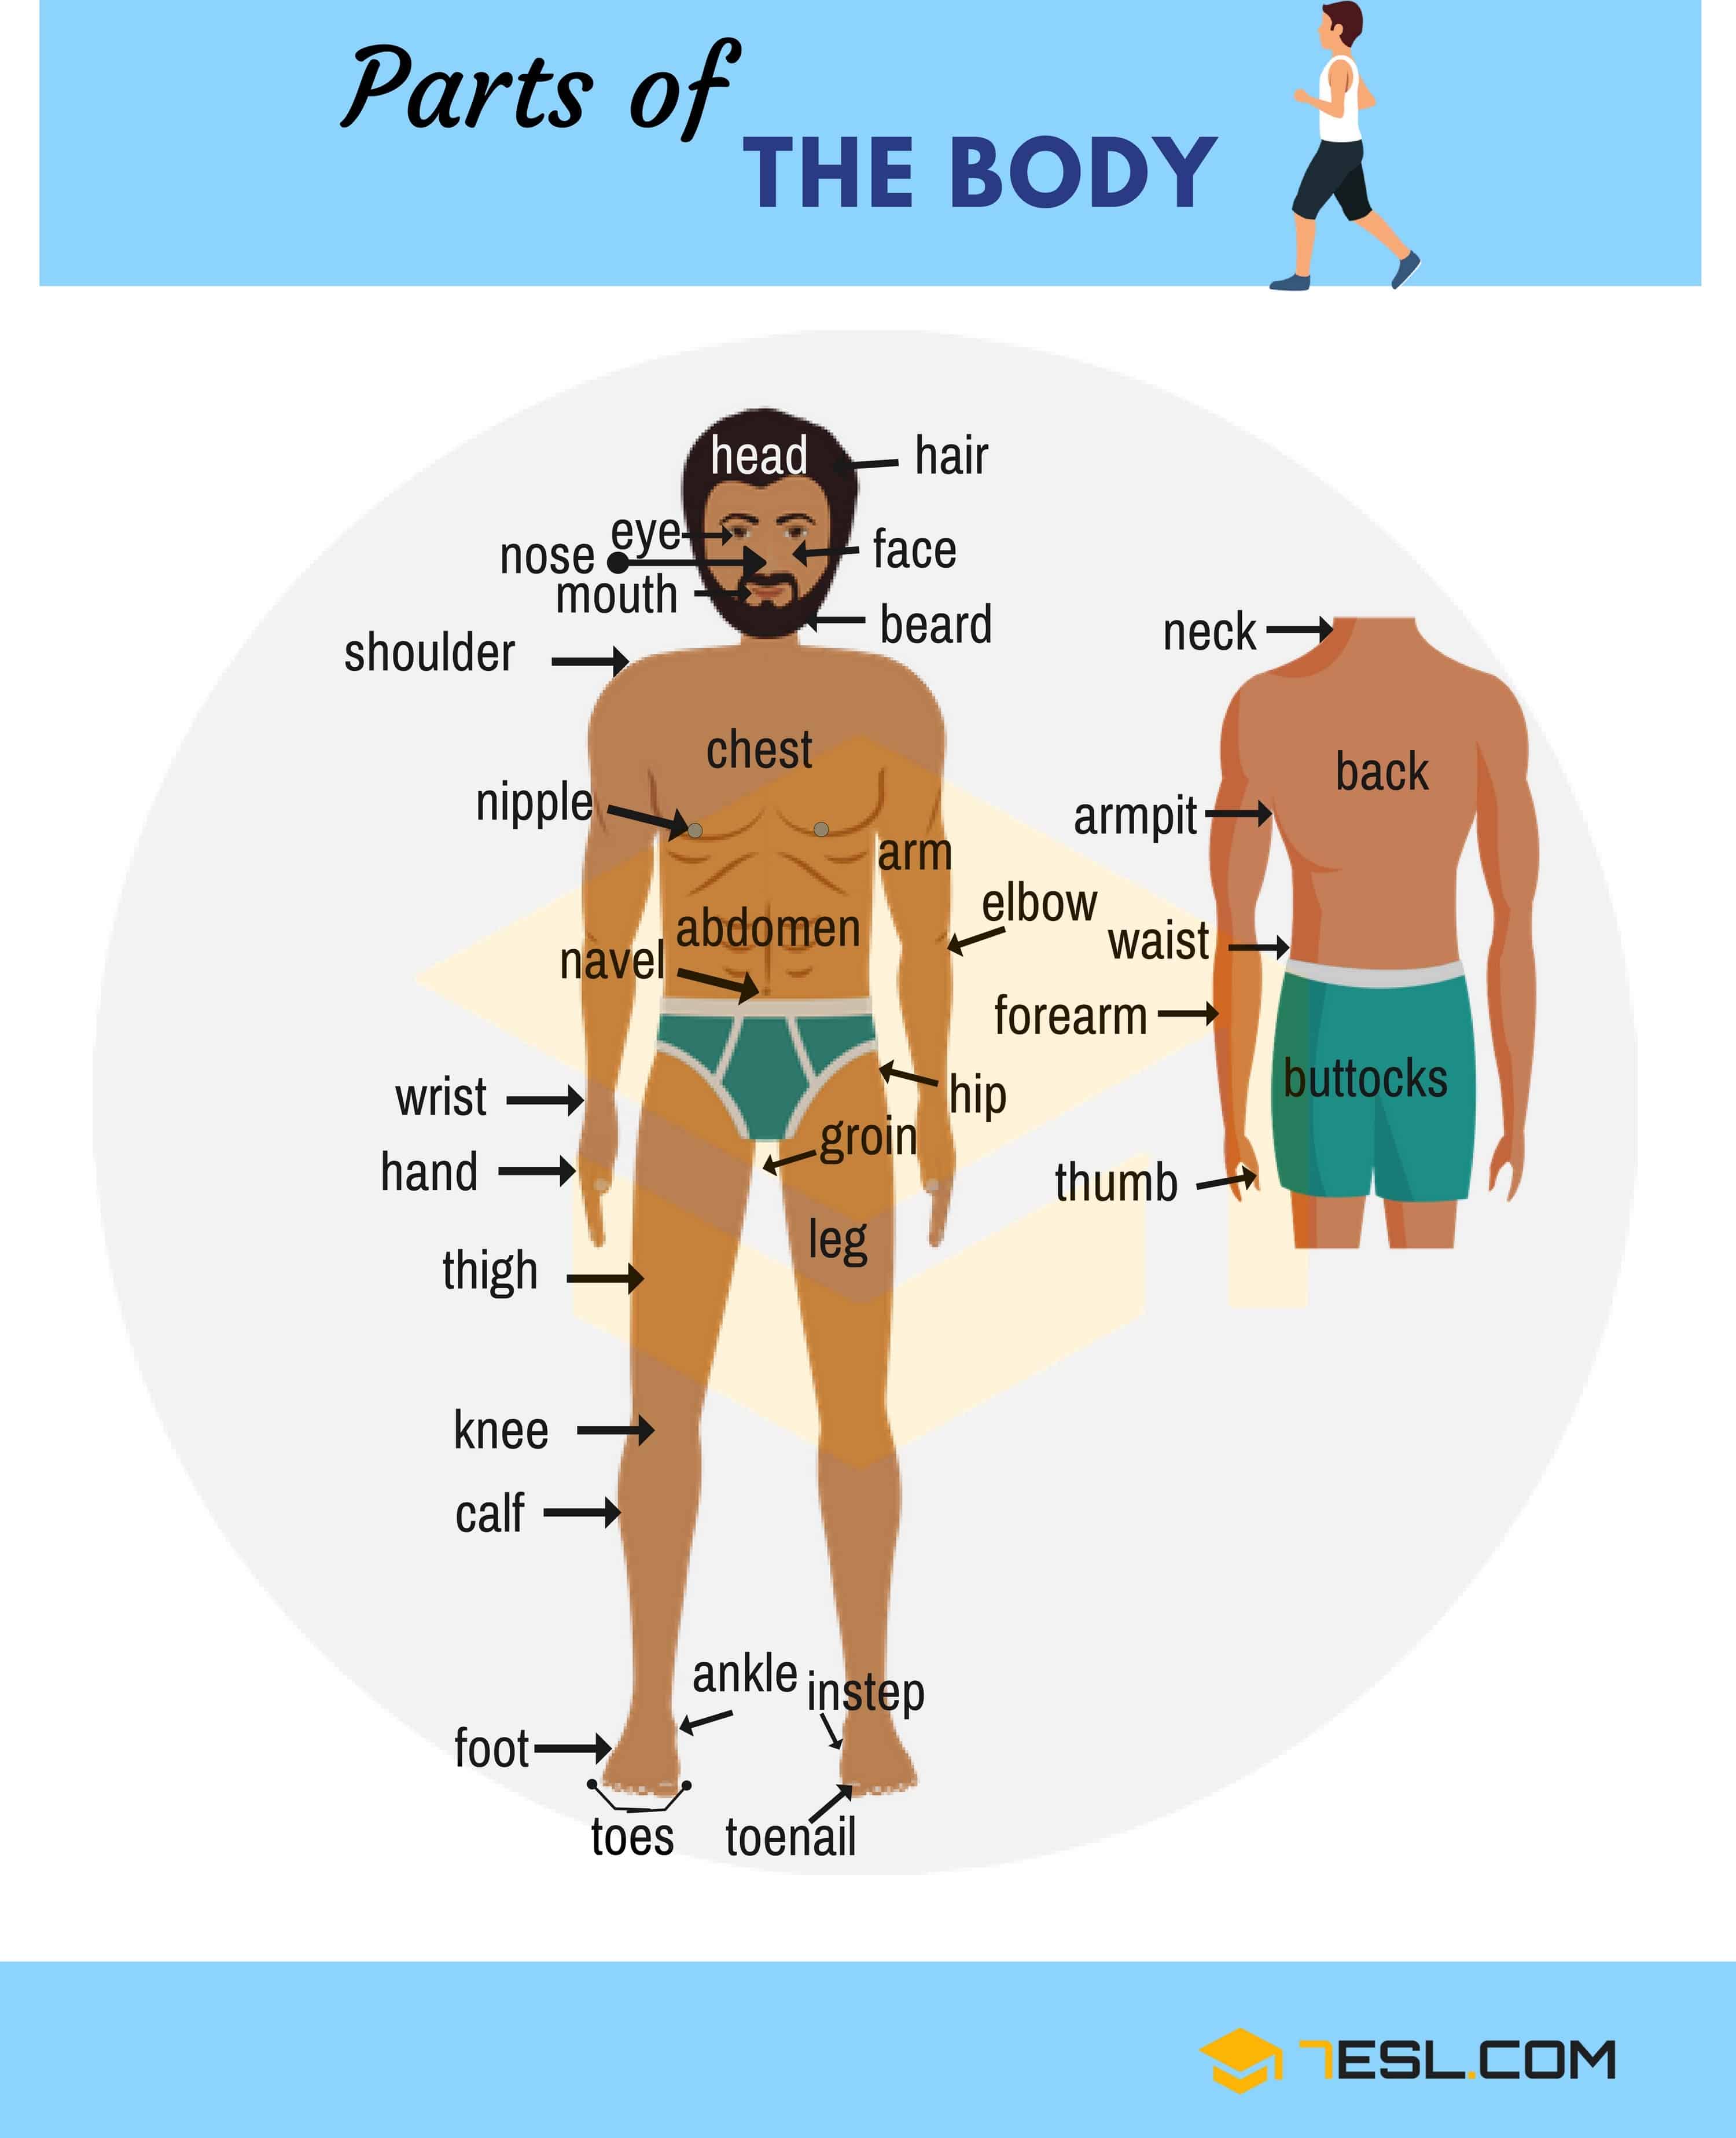 Parts of
THE BODY
head
hair
eye
nose
face
mouth
beard
shoulder
neck
chest
back
nipple
armpit
arm
elbow
abdomen
waist
navel
forearm
hip
buttocks
wrist
groin
hand
thumb
leg
thigh
knee
calf
ankle
instep
foot
toes
toenail
7ESL.COM